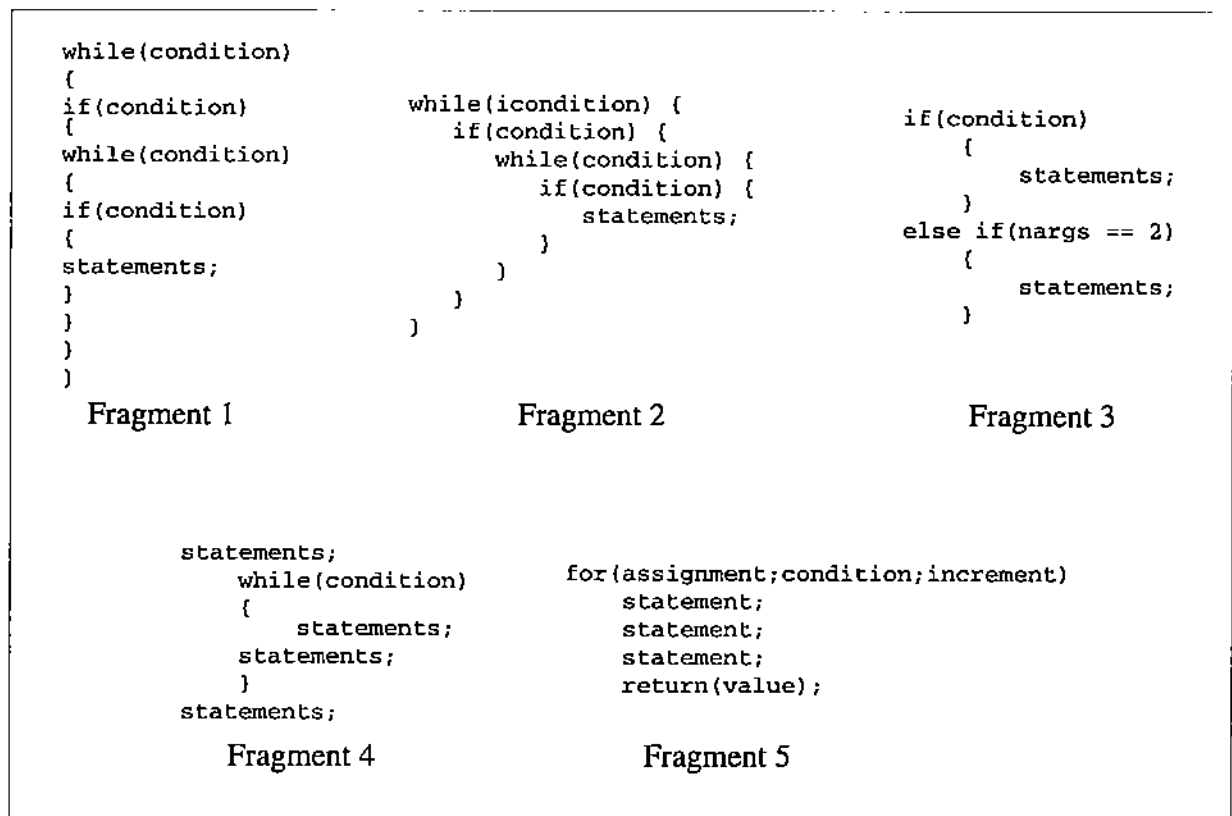 while(condition)
{
if(condition)
{
while(condition)
{
if(condition)
{
statements;
}
}
}
}
Fragment 1
while(icondition) {
if(condition) {
while(condition) {
if(condition) {
statements;
}
}
}
}
Fragment 2
if(condition)
{
statements;
}
else if(nargs == 2)
{
statements;
}
Fragment 3
statements;
while(condition)
{
statements;
statements;
}
statements;
Fragment 4
for(assignment;condition;increment)
statement;
statement;
statement;
return(value);
Fragment 5